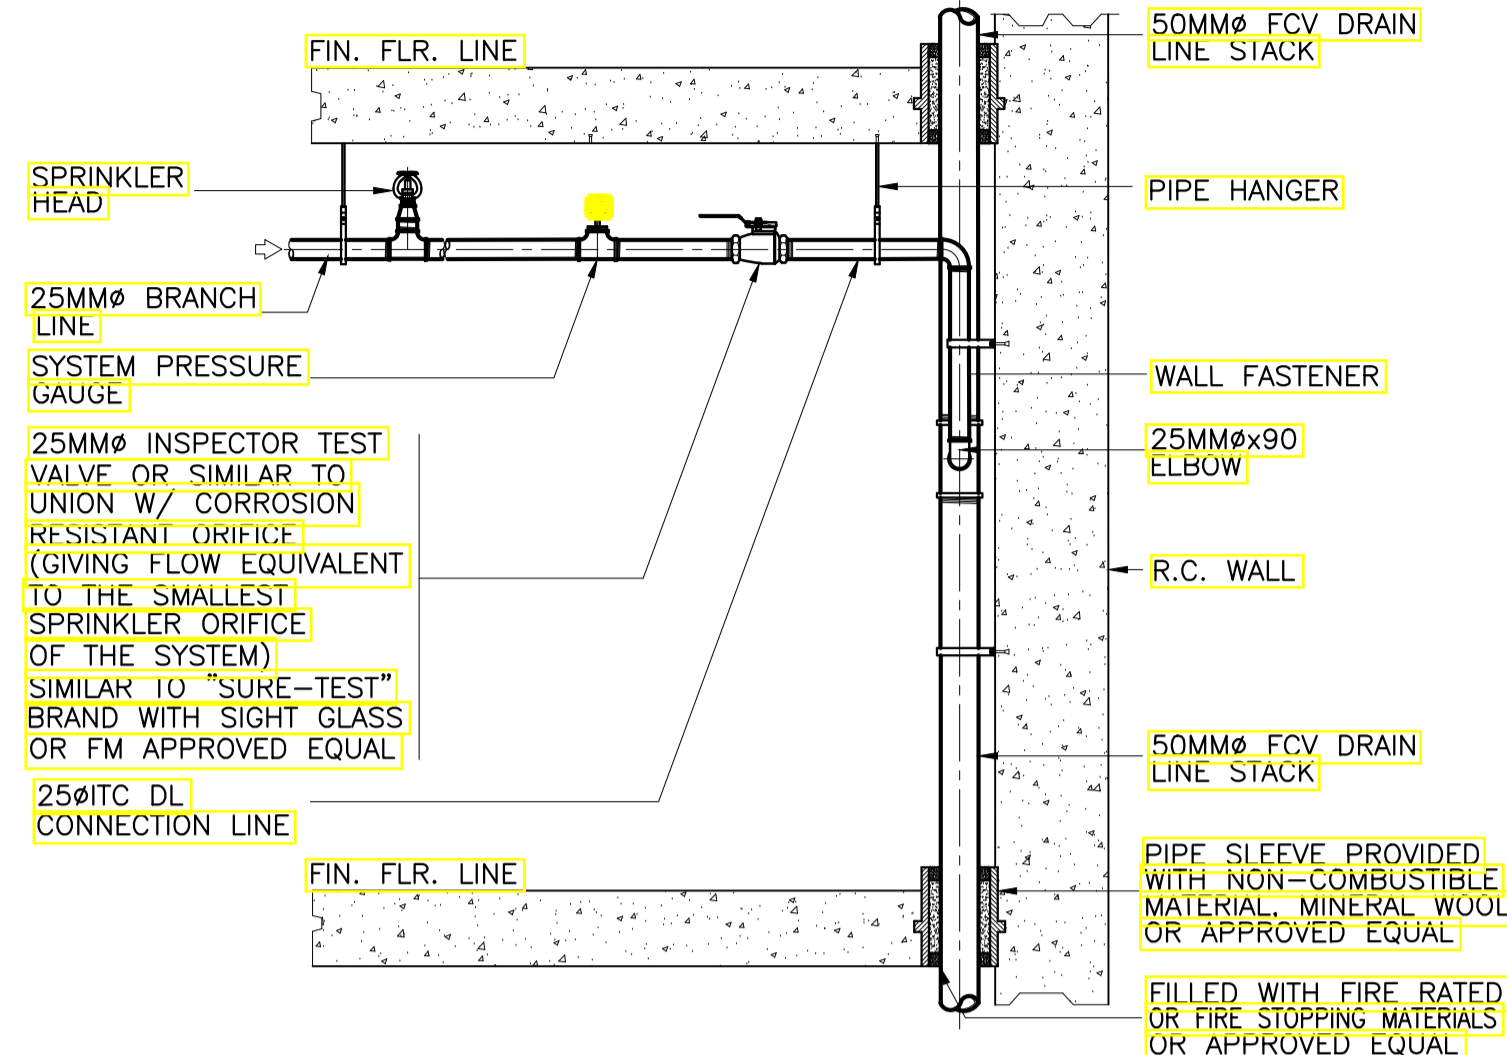 FIN. FLR. LINE
SPRINKLER
HEAD
25MMø BRANCH
LINE
SYSTEM PRESSURE
GAUGE
25MMø INSPECTOR TEST
VALVE OR SIMILAR TO
UNION W/ CORROSION
RESISTANT ORIFICE
(GIVING FLOW EQUIVALENT
TO THE SMALLEST
SPRINKLER ORIFICE
OF THE SYSTEM)
SIMILAR TO "SURE-TEST"
BRAND WITH SIGHT GLASS
OR FM APPROVED EQUAL
25øITC DL
CONNECTION LINE
FIN. FLR. LINE
50MMø FCV DRAIN
LINE STACK
PIPE HANGER
WALL FASTENER
25MMøx90
ELBOW
R.C. WALL
50MMø FCV DRAIN
LINE STACK
PIPE SLEEVE PROVIDED
WITH NON-COMBUSTIBLE
MATERIAL, MINERAL WOOL
OR APPROVED EQUAL
FILLED WITH FIRE RATED
OR FIRE STOPPING MATERIALS
OR APPROVED EQUAL